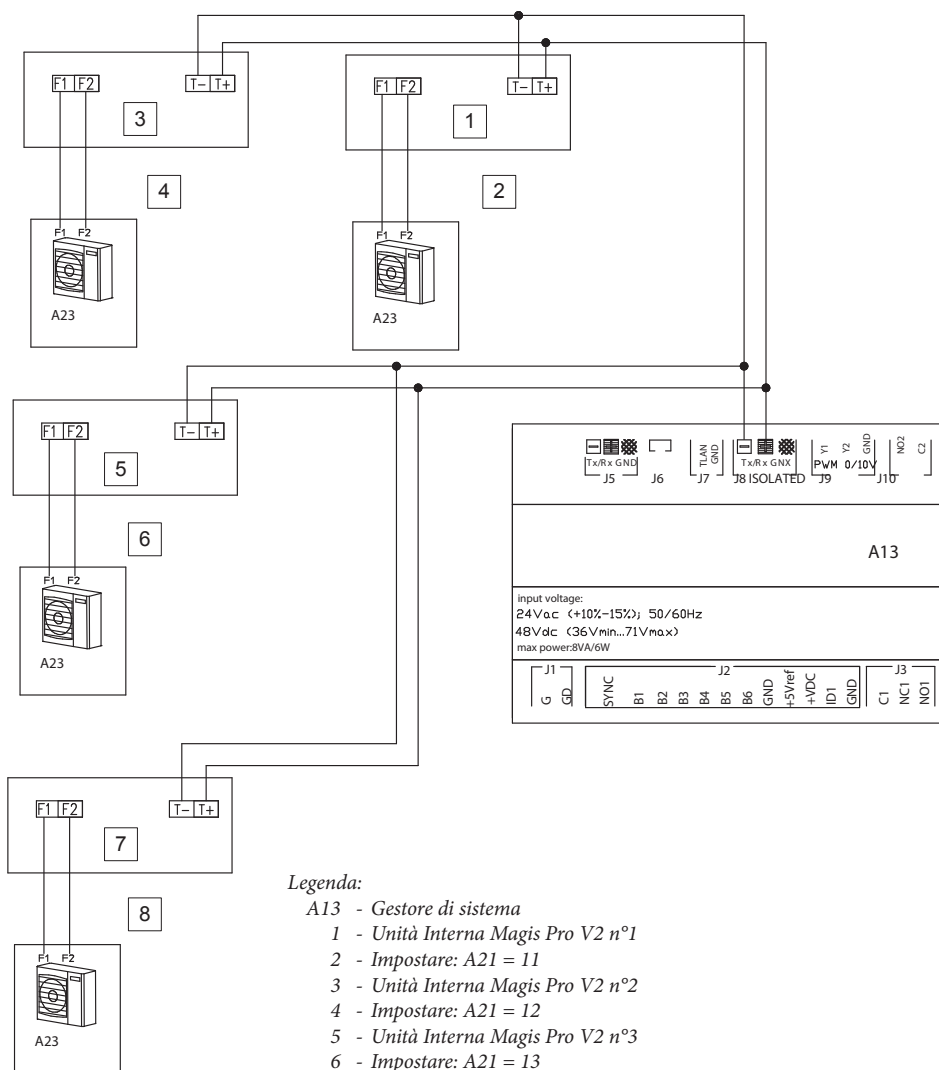 F1 F2
T- T+
3
4
F1 F2
A23
F1 F2
T- T+
1
2
F1 F2
A23
F1 F2
T- T+
5
6
F1 F2
A23
F1 F2
T- T+
7
8
F1 F2
A23
Tx/Rx GND
J5
J6
TLAN
GND
J7
Tx/Rx GNX
J8 ISOLATED
Y1
Y2
GND
PWM 0/10V
J9
NO2
C2
J10
A13
input voltage:
24Vac (+10%-15%); 50/60Hz
48Vdc (36Vmin...71Vmax)
max power:8VA/6W
J1
G
GD
J2
SYNC
B1
B2
B3
B4
B5
B6
GND
+5Vref
+VDC
ID1
GND
J3
C1
NC1
NO1
Legenda:
A13 - Gestore di sistema
1 - Unità Interna Magis Pro V2 n°1
2 - Impostare: A21 = 11
3 - Unità Interna Magis Pro V2 n°2
4 - Impostare: A21 = 12
5 - Unità Interna Magis Pro V2 n°3
6 - Impostare: A21 = 13